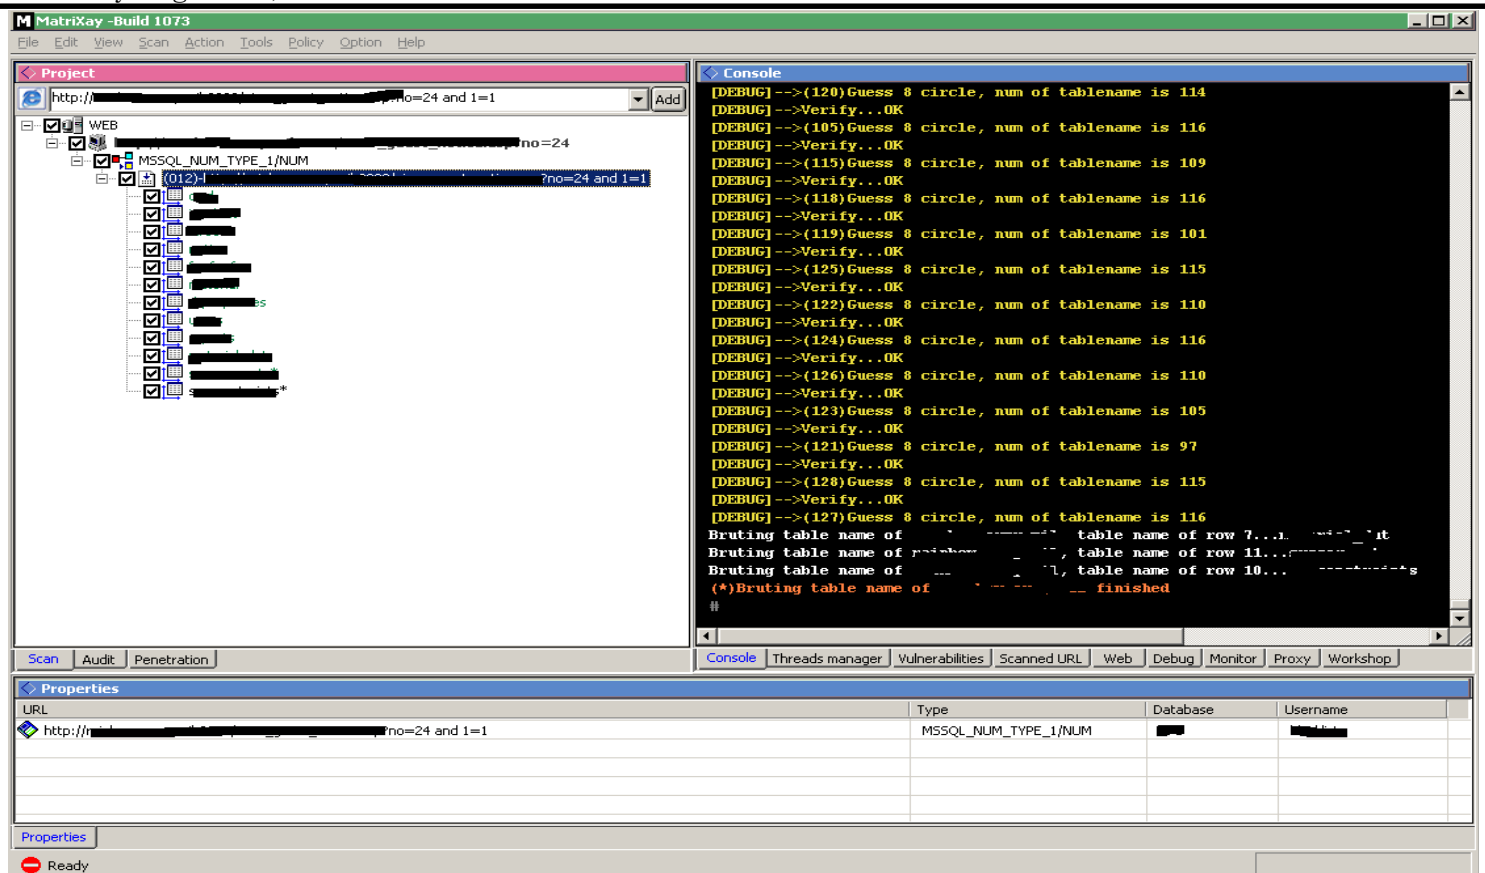 MatriXay -Build 1073
File Edit View Scan Action Tools Policy Option Help
Project
http:// no=24 and 1=1 Add
WEB
no=24
MSSQL_NUM_TYPE_1/NUM
(012)- ?no=24 and 1=1
es
*
*
Scan Audit Penetration
Console
[DEBUG]-->(120)Guess 8 circle, num of tablename is 114
[DEBUG]-->Verify...OK
[DEBUG]-->(105)Guess 8 circle, num of tablename is 116
[DEBUG]-->Verify...OK
[DEBUG]-->(115)Guess 8 circle, num of tablename is 109
[DEBUG]-->Verify...OK
[DEBUG]-->(118)Guess 8 circle, num of tablename is 116
[DEBUG]-->Verify...OK
[DEBUG]-->(119)Guess 8 circle, num of tablename is 101
[DEBUG]-->Verify...OK
[DEBUG]-->(125)Guess 8 circle, num of tablename is 115
[DEBUG]-->Verify...OK
[DEBUG]-->(122)Guess 8 circle, num of tablename is 110
[DEBUG]-->Verify...OK
[DEBUG]-->(124)Guess 8 circle, num of tablename is 116
[DEBUG]-->Verify...OK
[DEBUG]-->(126)Guess 8 circle, num of tablename is 110
[DEBUG]-->Verify...OK
[DEBUG]-->(123)Guess 8 circle, num of tablename is 105
[DEBUG]-->Verify...OK
[DEBUG]-->(121)Guess 8 circle, num of tablename is 97
[DEBUG]-->Verify...OK
[DEBUG]-->(128)Guess 8 circle, num of tablename is 115
[DEBUG]-->Verify...OK
[DEBUG]-->(127)Guess 8 circle, num of tablename is 116
Bruting table name of table name of row 7...
Bruting table name of , table name of row 11...
Bruting table name of , table name of row 10...
(*)Bruting table name of finished
#
Console Threads manager Vulnerabilities Scanned URL Web Debug Monitor Proxy Workshop
Properties
URL Type Database Username
http:// no=24 and 1=1 MSSQL_NUM_TYPE_1/NUM
Properties
Ready